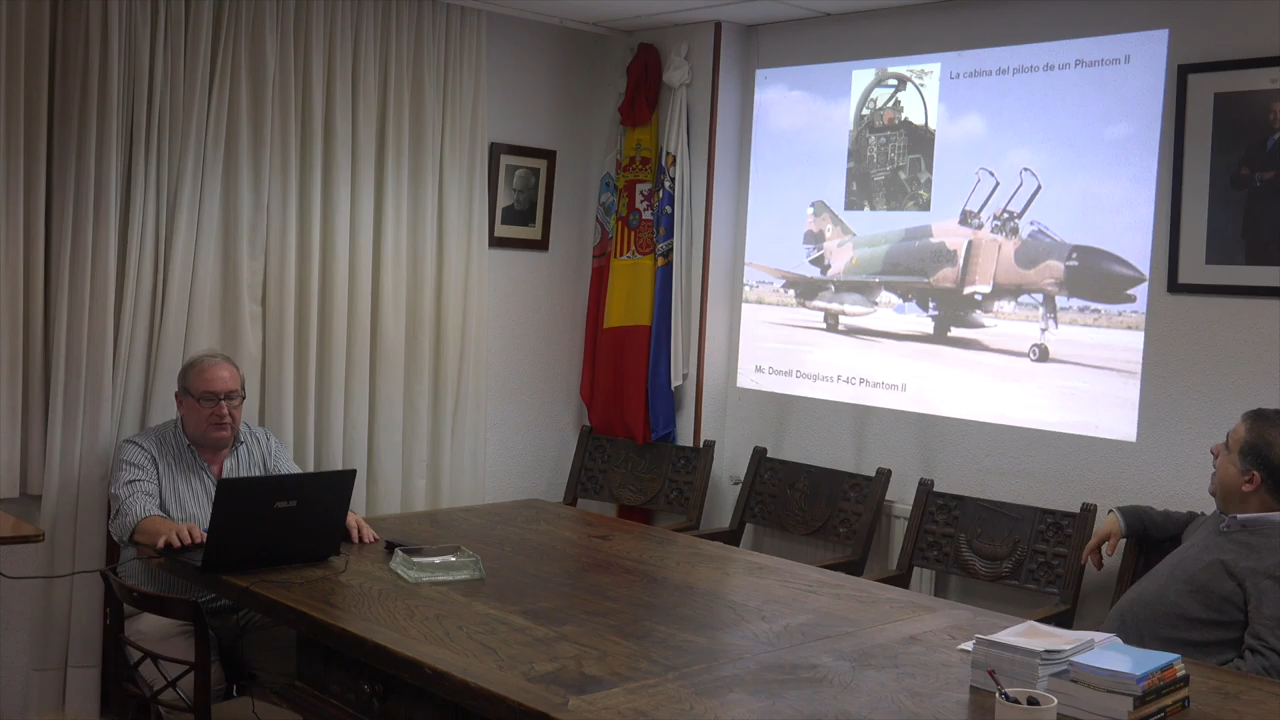 La cabina del piloto de un Phantom II
Mc Donell Douglass F-4C Phantom II
ASUS